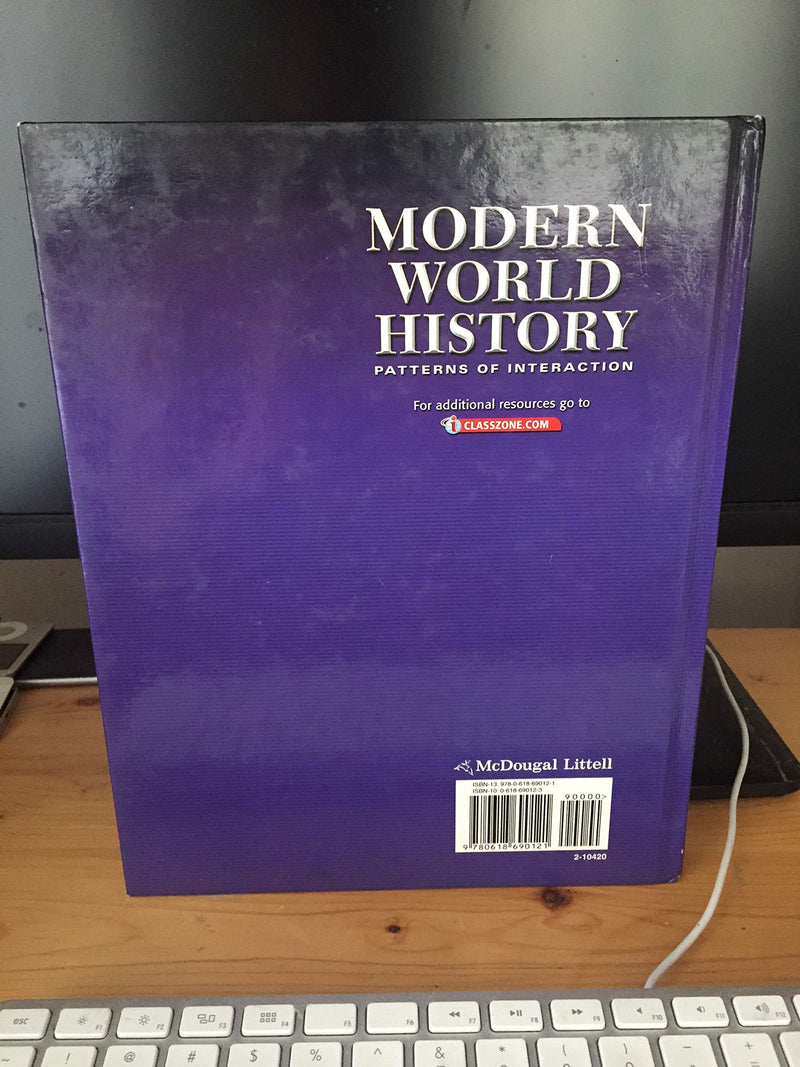 MODERN
WORLD
HISTORY
PATTERNS OF INTERACTION
For additional resources go to
i CLASSZONE.COM
McDougal Littell
ISBN-13 978-0-618-69012-1
ISBN-10: 0-618-69012-3
90000>
9 780618 690121
2-10420
esc F1 F2 F3 F4 F5 F6 F7 F8 F9 F10 F11 F12
~ ! @ # $ % ^ & * ( ) – +
2